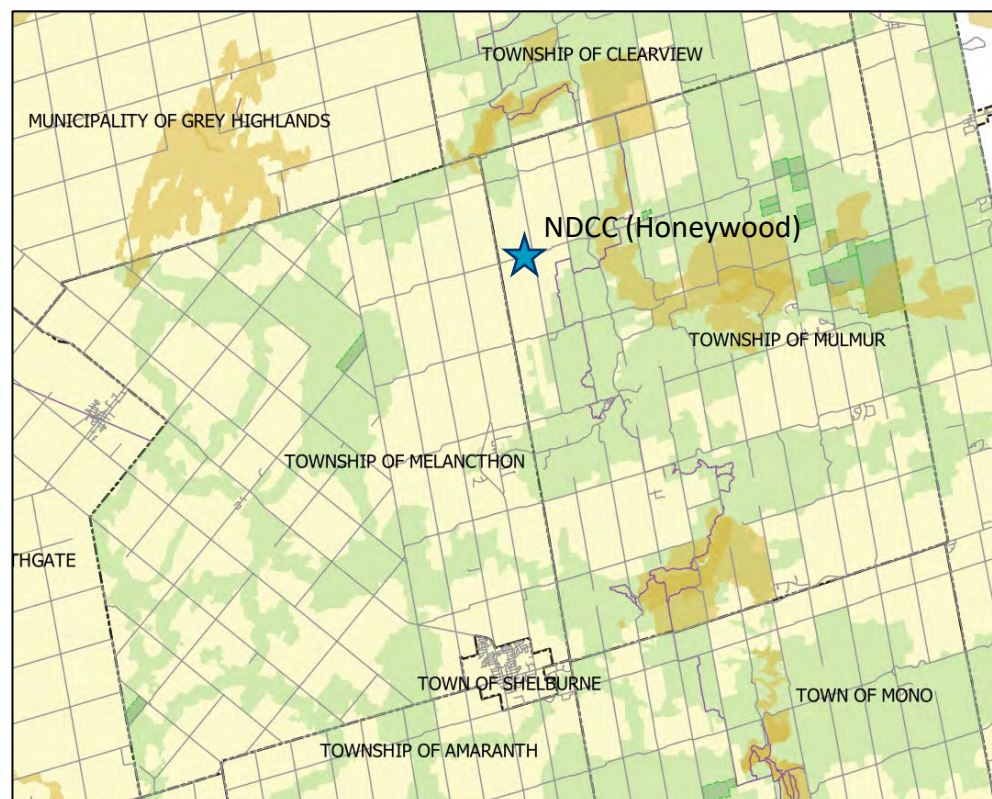 TOWNSHIP OF CLEARVIEW
MUNICIPALITY OF GREY HIGHLANDS
NDCC (Honeywood)
TOWNSHIP OF MULMUR
TOWNSHIP OF MELANCTHON
THGATE
TOWN OF SHELBURNE
TOWN OF MONO
TOWNSHIP OF AMARANTH